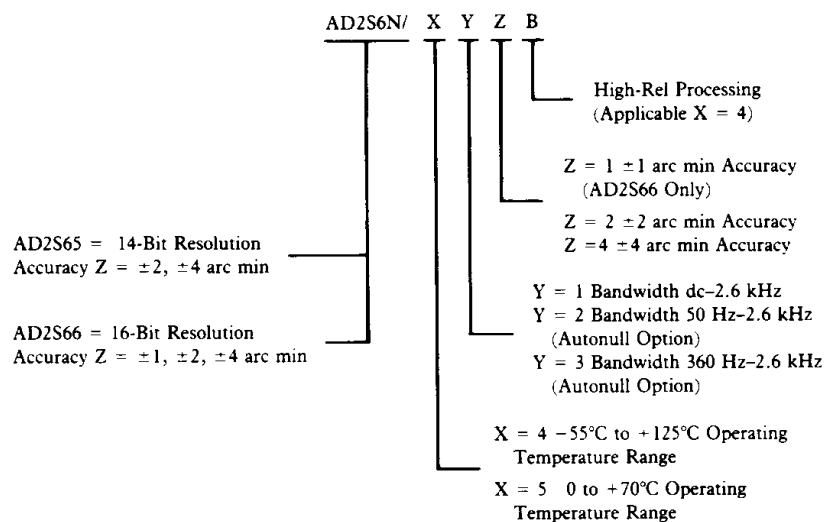 AD2S6N/ X Y Z B
High-Rel Processing
(Applicable X = 4)
Z = 1 ±1 arc min Accuracy
(AD2S66 Only)
Z = 2 ±2 arc min Accuracy
Z =4 ±4 arc min Accuracy
AD2S65 = 14-Bit Resolution
Accuracy Z = ±2, ±4 arc min
Y = 1 Bandwidth dc–2.6 kHz
Y = 2 Bandwidth 50 Hz–2.6 kHz
(Autonull Option)
Y = 3 Bandwidth 360 Hz–2.6 kHz
(Autonull Option)
AD2S66 = 16-Bit Resolution
Accuracy Z = ±1, ±2, ±4 arc min
X = 4 −55°C to +125°C Operating
Temperature Range
X = 5 0 to +70°C Operating
Temperature Range